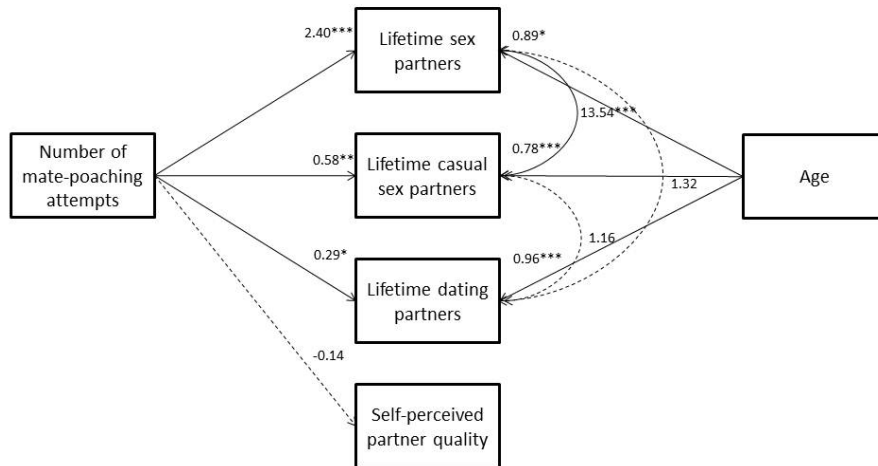 2.40***
Lifetime sex
partners
0.89*
13.54***
Number of
mate-poaching
attempts
0.58**
Lifetime casual
sex partners
0.78***
Age
1.32
1.16
0.29*
Lifetime dating
partners
0.96***
-0.14
Self-perceived
partner quality